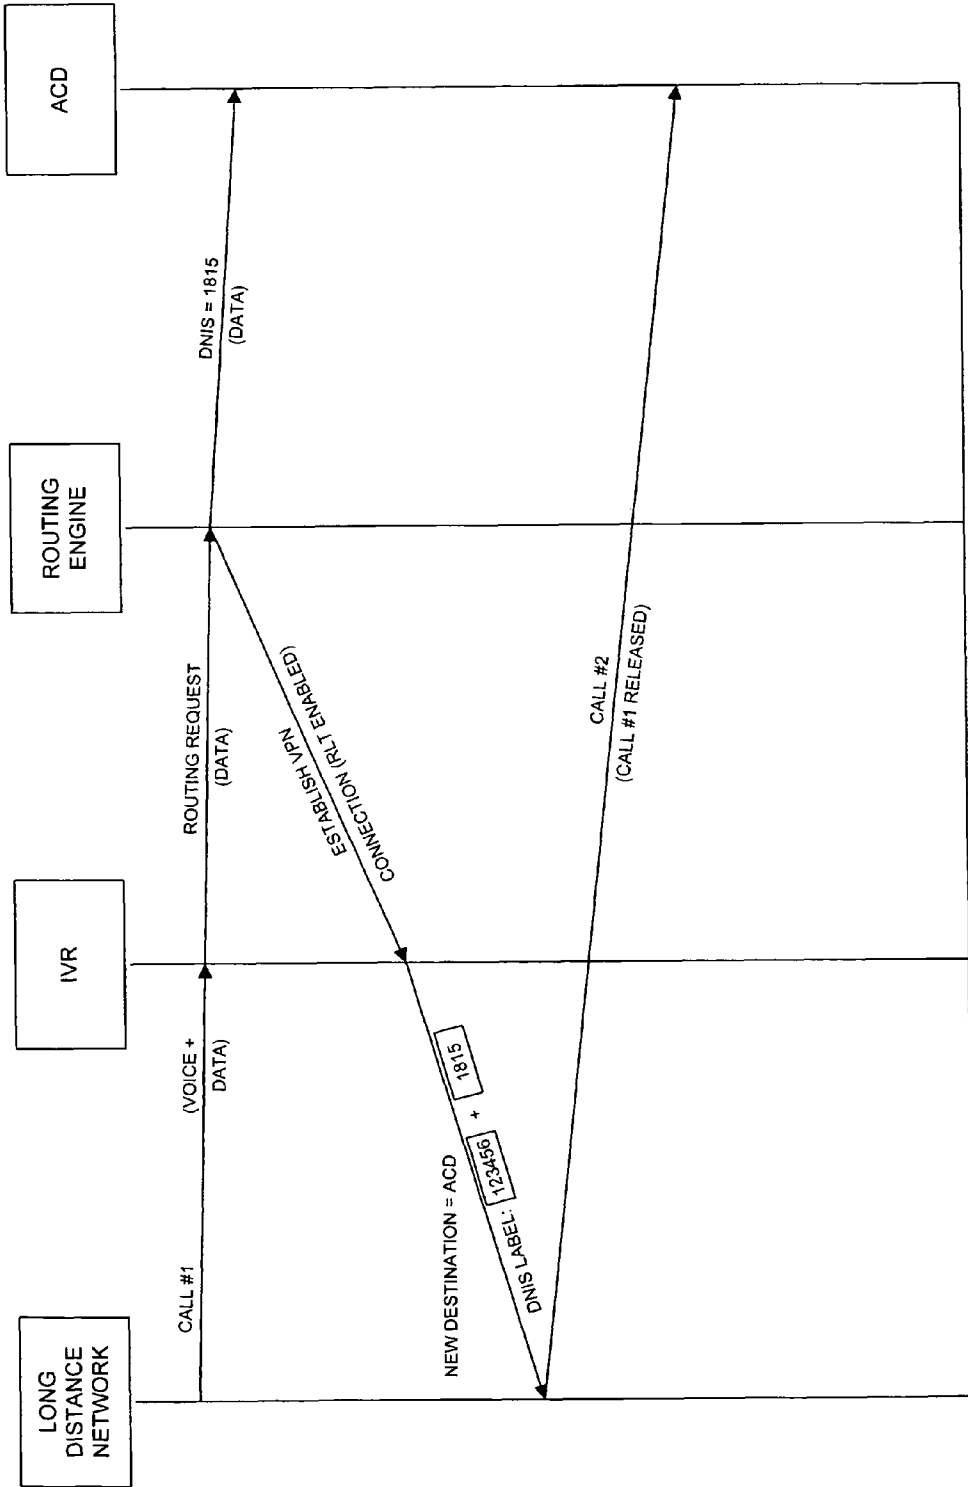 LONG
DISTANCE
NETWORK
IVR
ROUTING
ENGINE
ACD
CALL #1
(VOICE +
DATA)
ROUTING REQUEST
(DATA)
DNIS = 1815
(DATA)
ESTABLISH VPN
CONNECTION (RLT ENABLED)
NEW DESTINATION = ACD
DNIS LABEL: 123456 + 1815
CALL #2
(CALL #1 RELEASED)